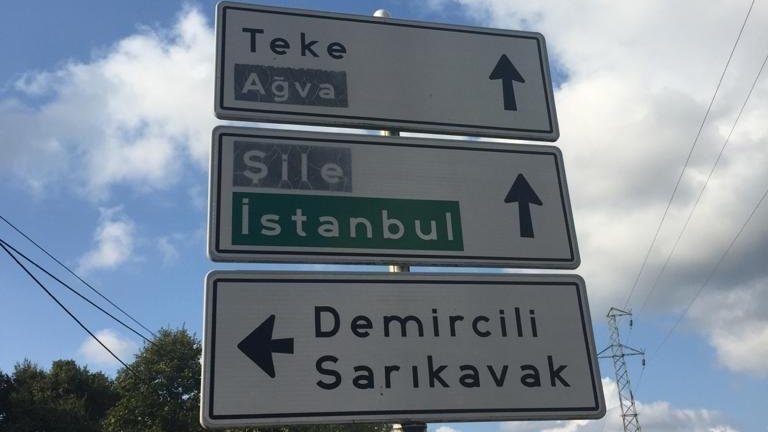 Teke
Ağva
Şile
İstanbul
Demircili
Sarıkavak